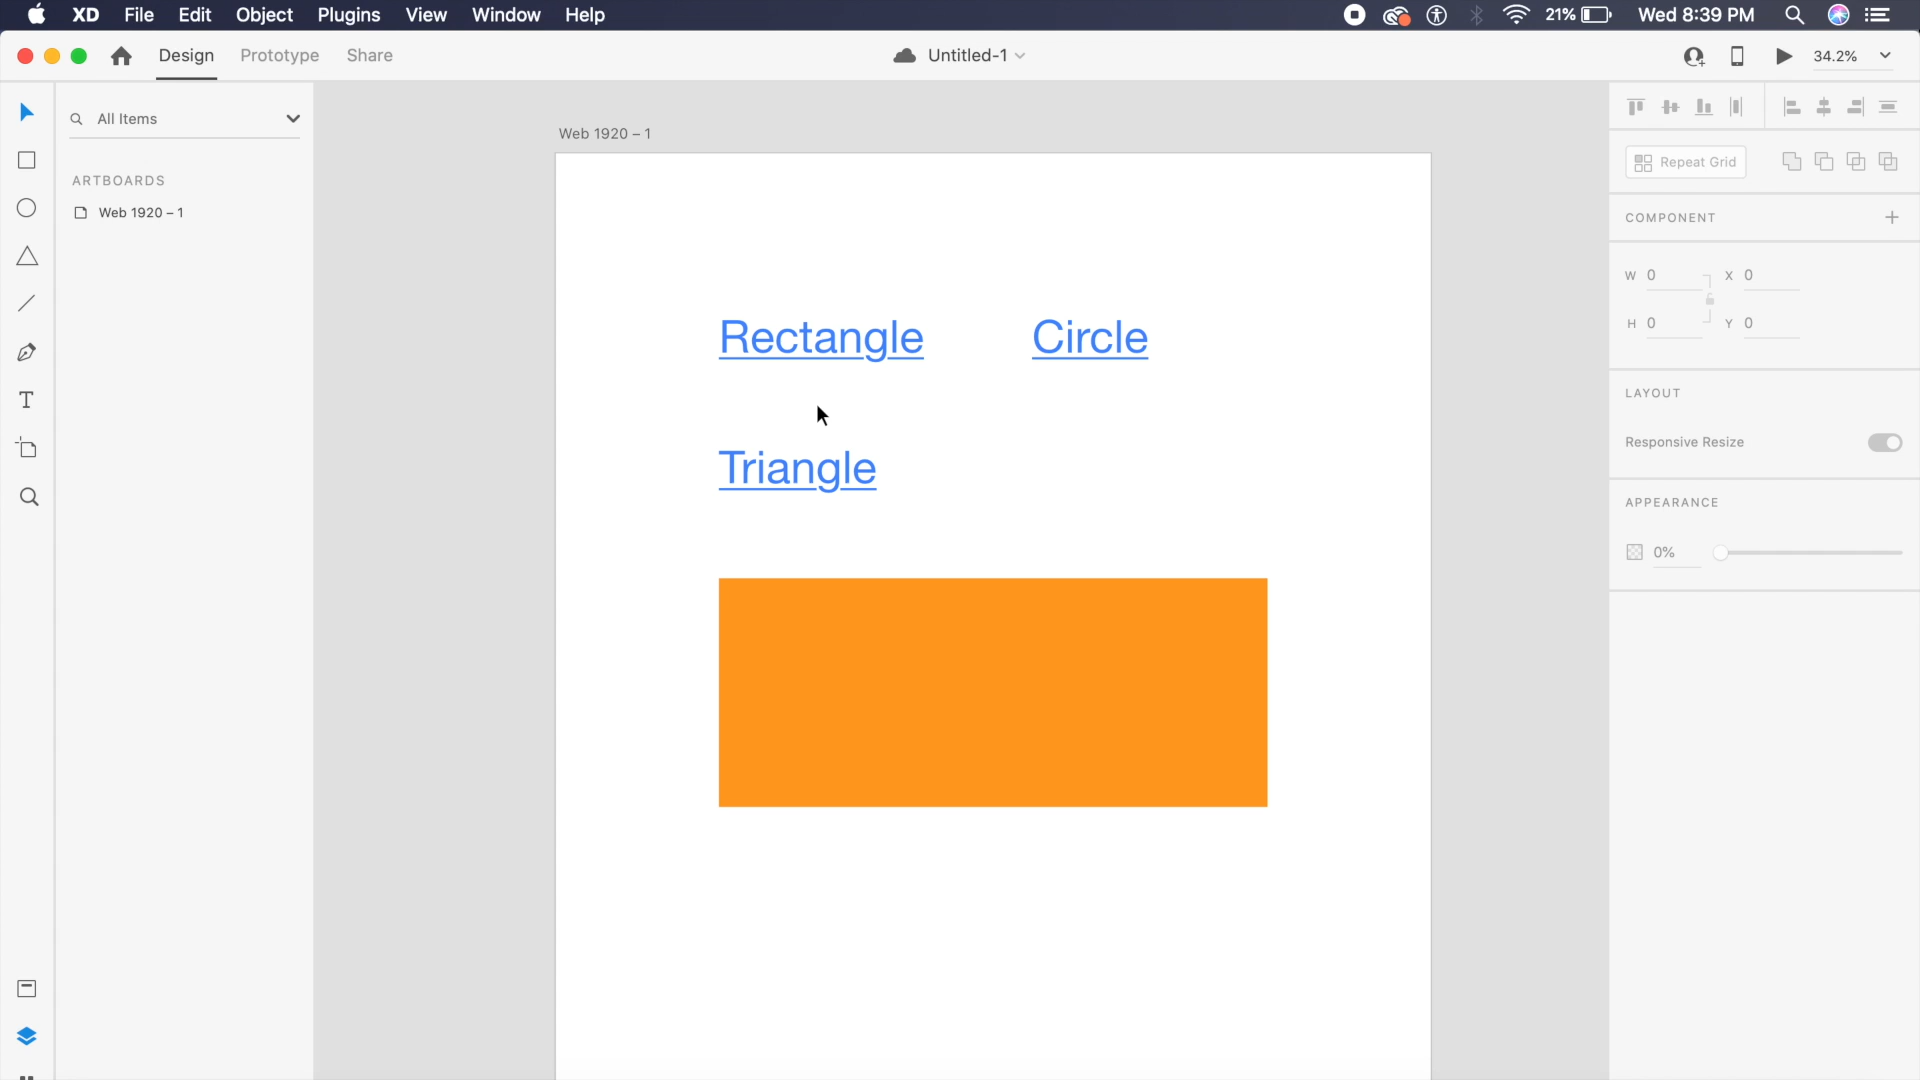 XD File Edit Object Plugins View Window Help 21% Wed 8:39 PM
Design Prototype Share Untitled-1 34.2%
All Items
ARTBOARDS
Web 1920 – 1
Web 1920 – 1
Rectangle Circle
Triangle
Repeat Grid
COMPONENT
W 0 X 0
H 0 Y 0
LAYOUT
Responsive Resize
APPEARANCE
0%